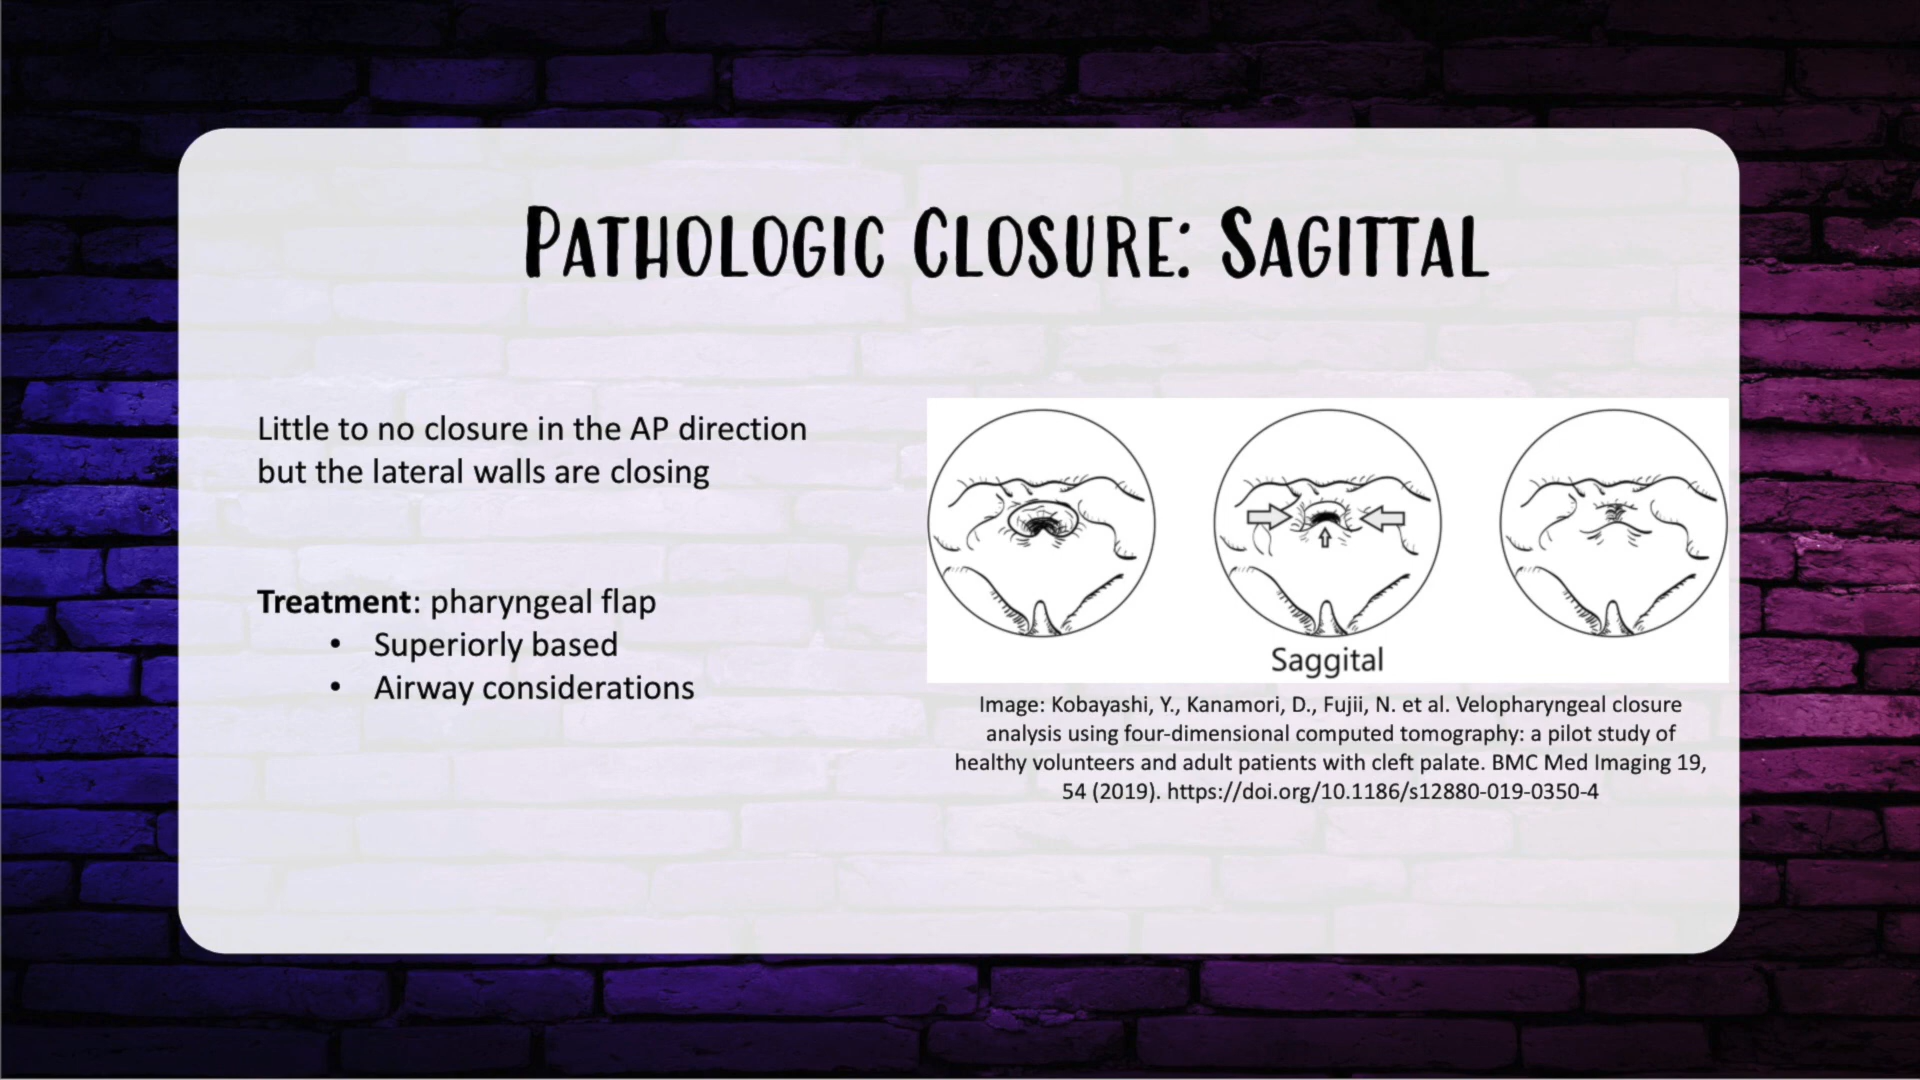 Pathologic Closure: Sagittal
Little to no closure in the AP direction
but the lateral walls are closing
Treatment: pharyngeal flap
• Superiorly based
• Airway considerations
Saggital
Image: Kobayashi, Y., Kanamori, D., Fujii, N. et al. Velopharyngeal closure
analysis using four-dimensional computed tomography: a pilot study of
healthy volunteers and adult patients with cleft palate. BMC Med Imaging 19,
54 (2019). https://doi.org/10.1186/s12880-019-0350-4